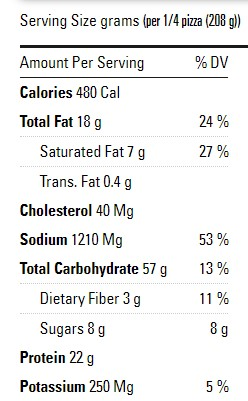 Serving Size grams (per 1/4 pizza (208 g))
Amount Per Serving % DV
Calories 480 Cal
Total Fat 18 g 24 %
Saturated Fat 7 g 27 %
Trans. Fat 0.4 g
Cholesterol 40 Mg
Sodium 1210 Mg 53 %
Total Carbohydrate 57 g 13 %
Dietary Fiber 3 g 11 %
Sugars 8 g 8 g
Protein 22 g
Potassium 250 Mg 5 %